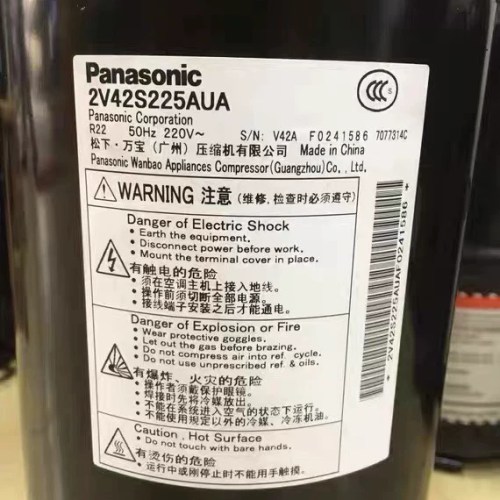 Panasonic
2V42S225AUA
Panasonic Corporation
R22 50Hz 220V~ S/N: V42A F0241586 7077314C
松下·万宝（广州）压缩机有限公司 Made in China
Panasonic Wanbao Appliances Compressor(Guangzhou)Co., Ltd.
CCC
WARNING 注意 (维修,检查时必须遵守)
Danger of Electric Shock
• Earth the equipment.
• Disconnect power before work.
• Mount the terminal cover in place.
有触电的危险
• 须在空调主机上接入地线。
• 操作前须切断全部电源。
• 接线端子安装之后才能通电。
Danger of Explosion or Fire
• Wear protective goggles.
• Let out the gas before brazing.
• Do not compress air into ref. cycle.
• Do not use unprescribed ref. & oils.
有爆炸、火灾的危险
• 操作者须戴保护眼镜。
• 焊接时先将冷媒放出。
• 不能在系统进入空气的状态下运行。
• 不能使用规定以外的冷媒、冷冻机油。
Caution , Hot Surface
• Do not touch with bare hands.
有烫伤的危险
• 运行中或刚停止时不能用手触摸。
*2V42S225AUAF0241586*